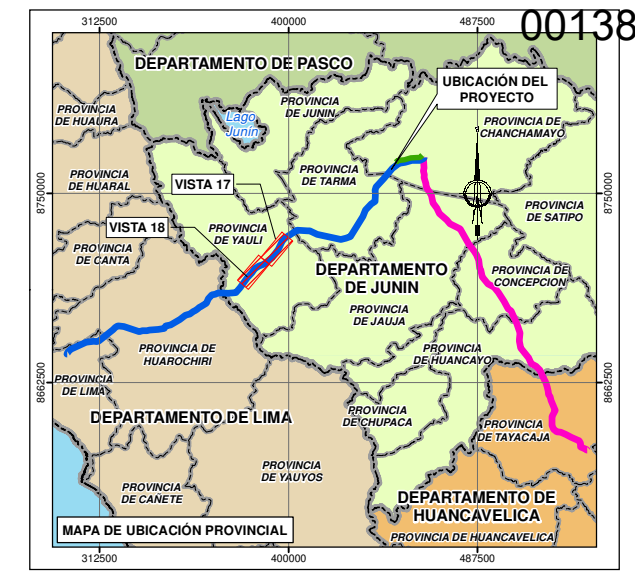 00138
312500
400000
487500
DEPARTAMENTO DE PASCO
UBICACIÓN DEL
PROYECTO
PROVINCIA
DE HUAURA
Lago
Junín
PROVINCIA
DE JUNIN
PROVINCIA
DE CHANCHAMAYO
PROVINCIA
DE HUARAL
VISTA 17
PROVINCIA
DE TARMA
8750000
8750000
PROVINCIA
DE SATIPO
VISTA 18
PROVINCIA
DE YAULI
PROVINCIA
DE CANTA
DEPARTAMENTO
DE JUNIN
PROVINCIA DE
CONCEPCION
PROVINCIA
DE JAUJA
PROVINCIA DE
HUAROCHIRI
PROVINCIA
DE HUANCAYO
PROVINCIA
DE LIMA
8662500
8662500
DEPARTAMENTO DE LIMA
PROVINCIA
DE CHUPACA
PROVINCIA
DE TAYACAJA
PROVINCIA
DE YAUYOS
PROVINCIA
DE CAÑETE
DEPARTAMENTO DE
HUANCAVELICA
MAPA DE UBICACIÓN PROVINCIAL
PROVINCIA DE HUANCAVELICA
312500
400000
487500